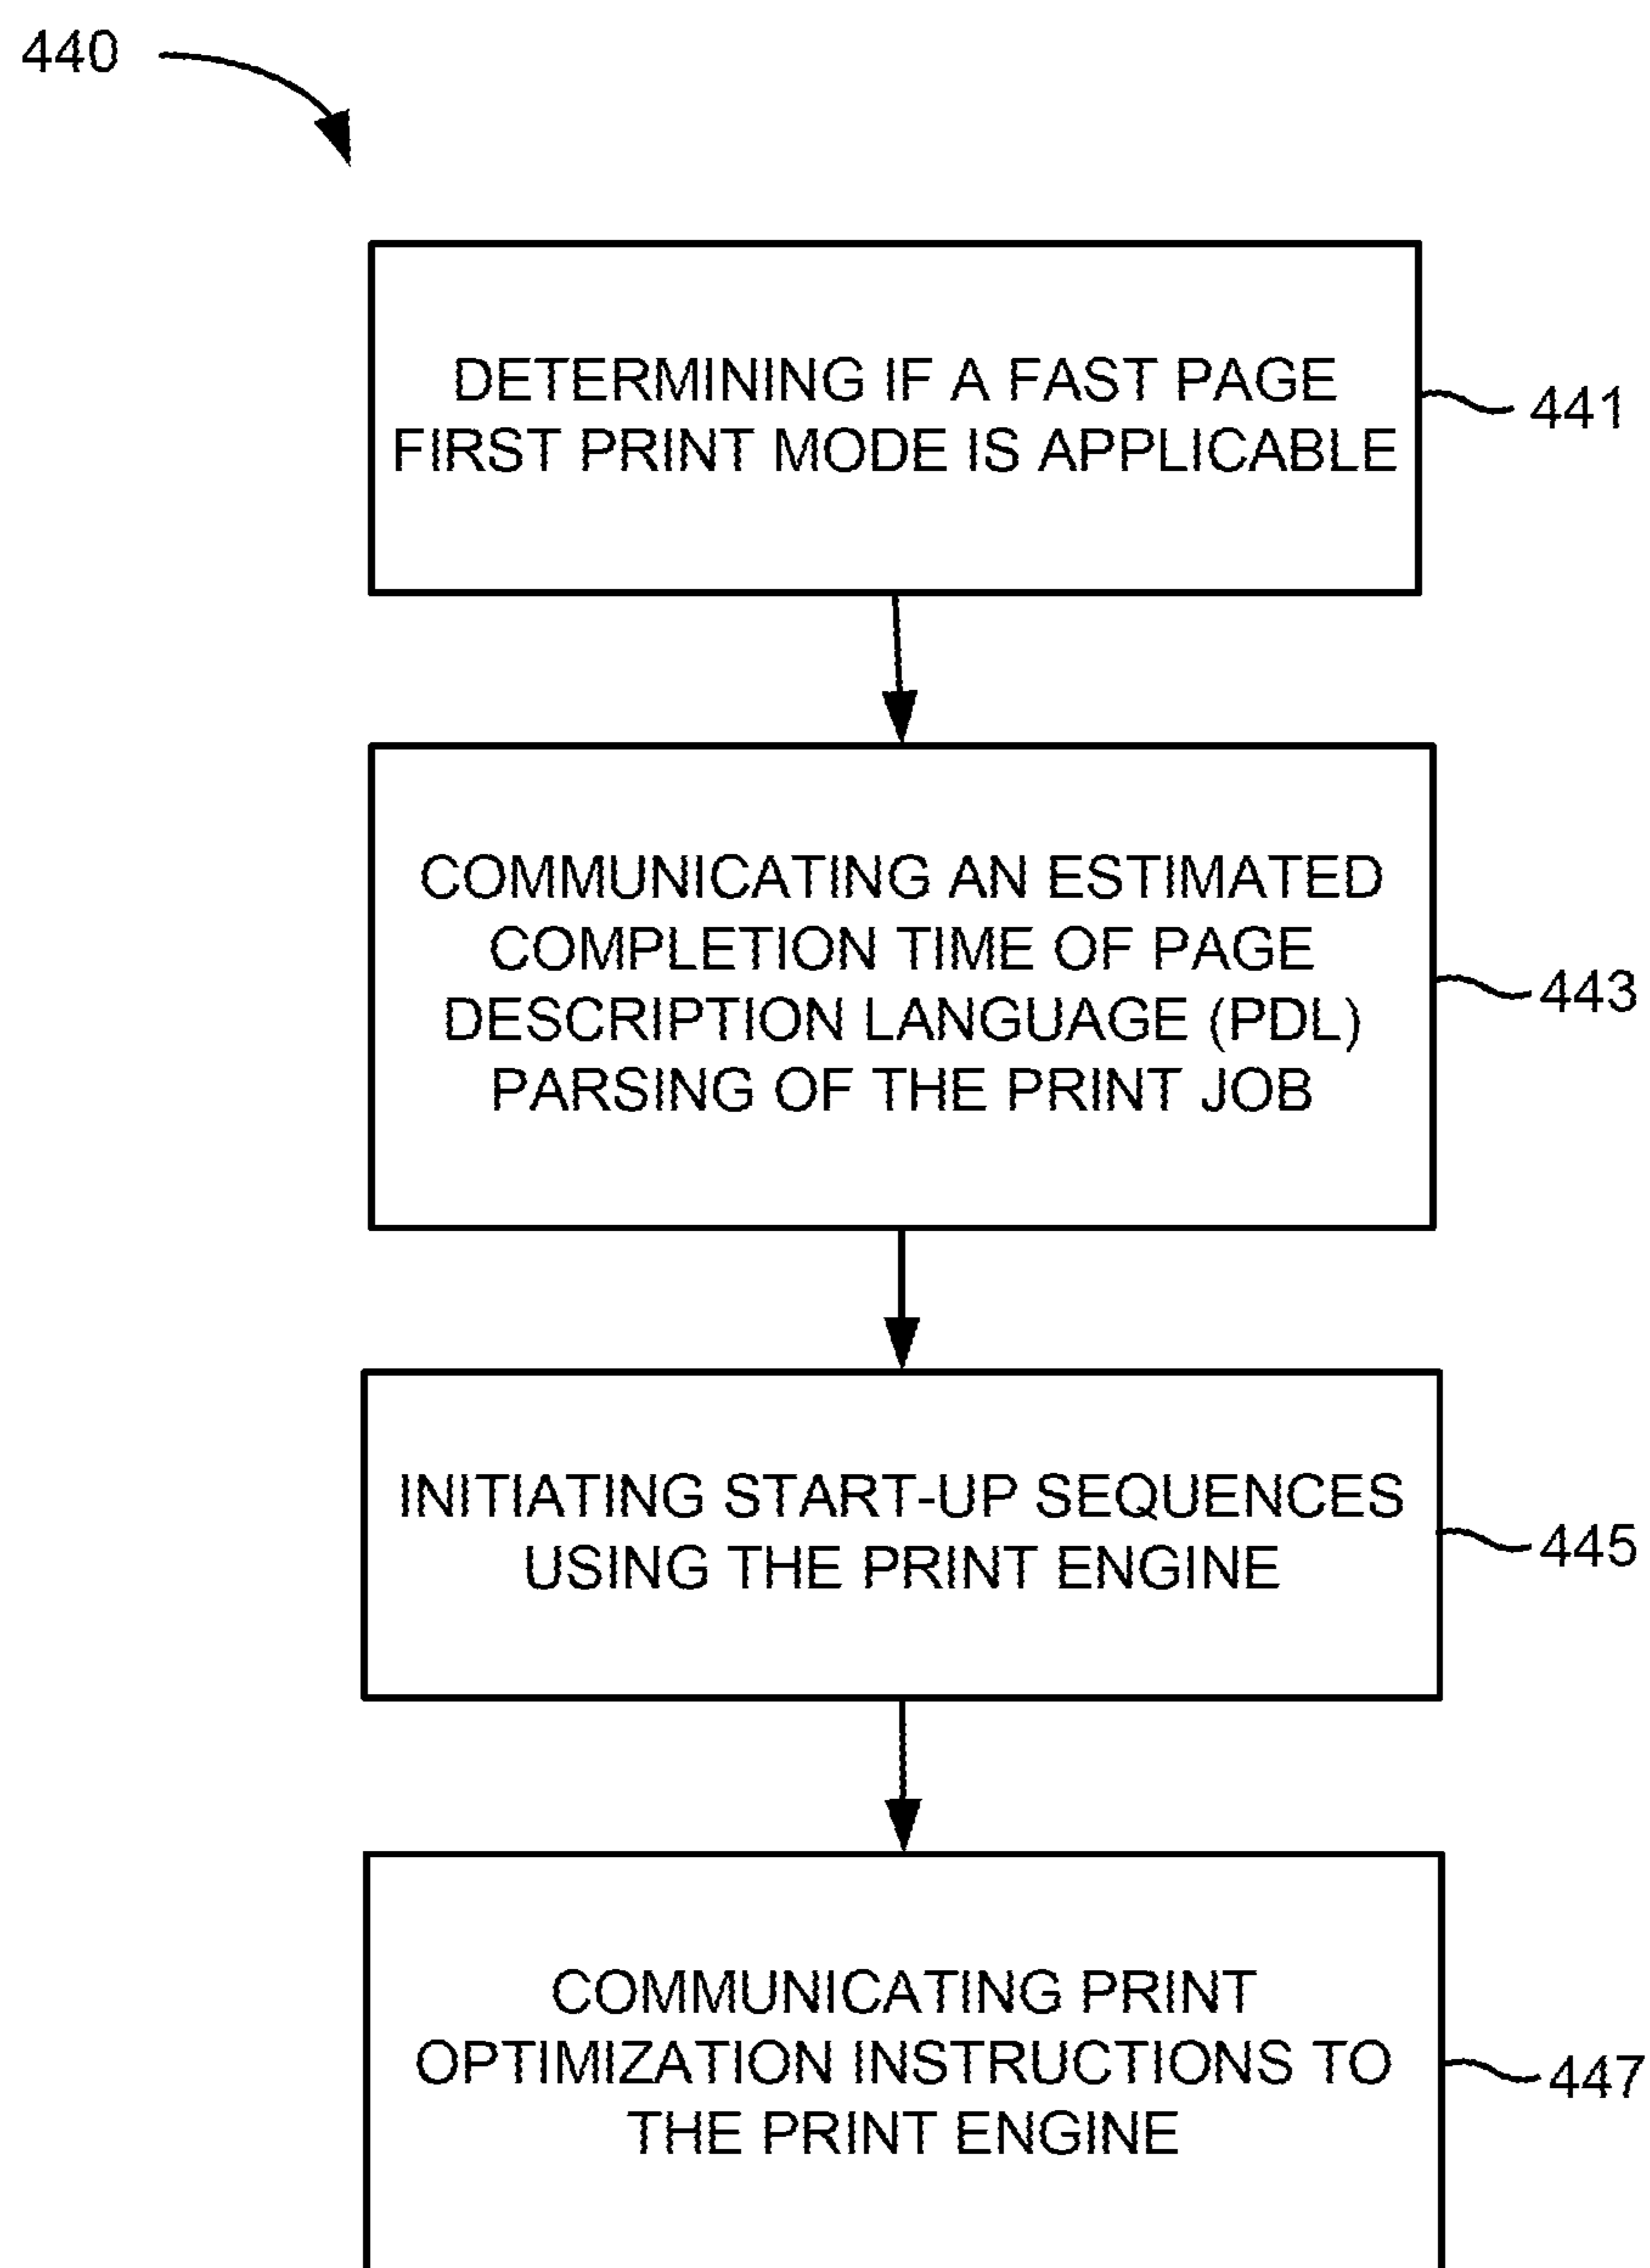 440
DETERMINING IF A FAST PAGE
FIRST PRINT MODE IS APPLICABLE
441
COMMUNICATING AN ESTIMATED
COMPLETION TIME OF PAGE
DESCRIPTION LANGUAGE (PDL)
PARSING OF THE PRINT JOB
443
INITIATING START-UP SEQUENCES
USING THE PRINT ENGINE
445
COMMUNICATING PRINT
OPTIMIZATION INSTRUCTIONS TO
THE PRINT ENGINE
447